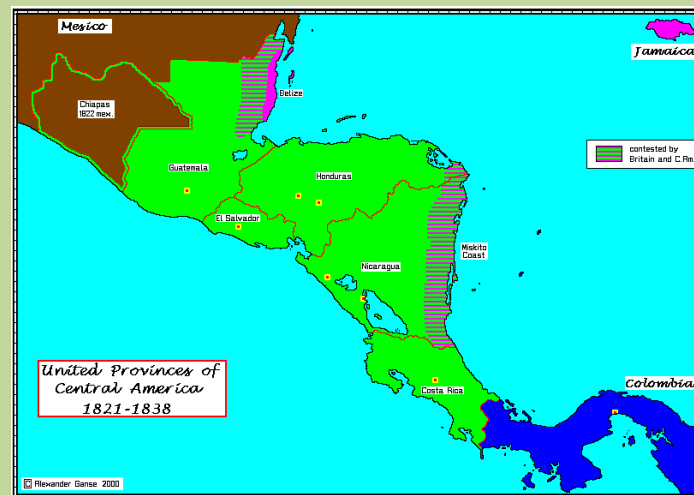 Mexico
Jamaica
Chiapas
1822 mex.
Belize
contested by
Britain and C.Am.
Guatemala
Honduras
El Salvador
Miskito
Coast
Nicaragua
United Provinces of
Central America
1821-1838
Costa Rica
Colombia
© Alexander Ganse 2000